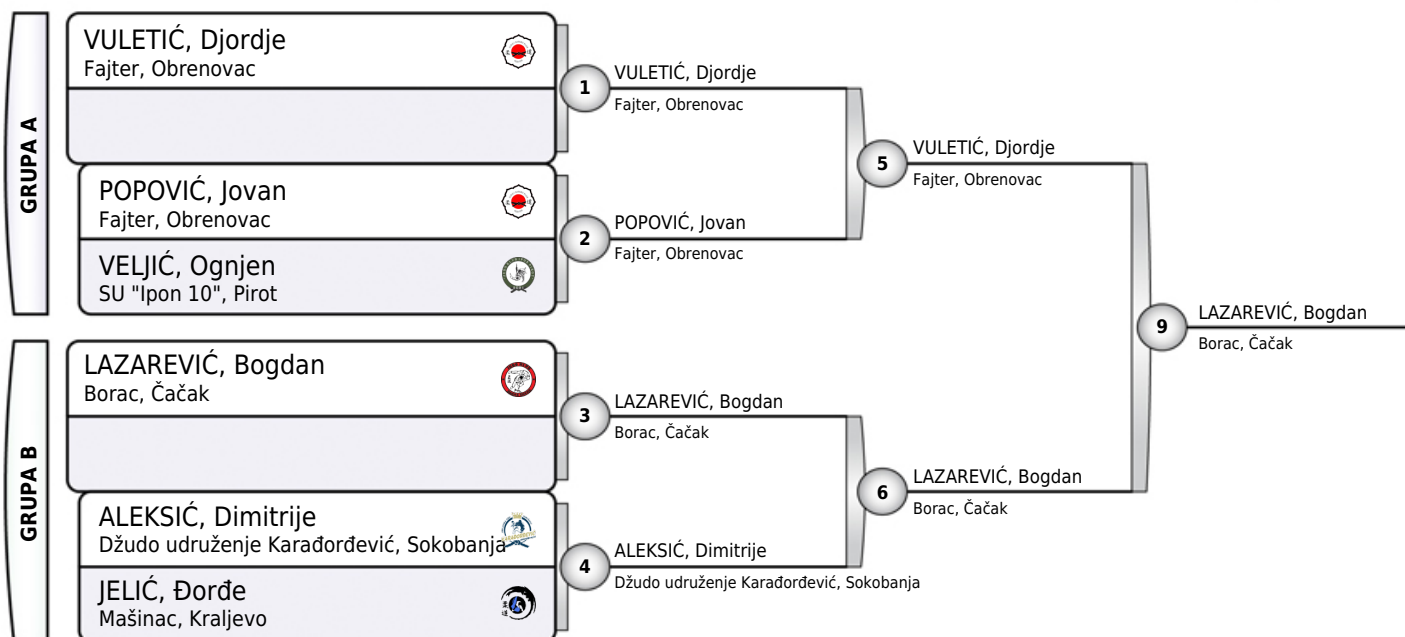 GRUPA A
VULETIĆ, Djordje
Fajter, Obrenovac
POPOVIĆ, Jovan
Fajter, Obrenovac
VELJIĆ, Ognjen
SU "Ipon 10", Pirot
GRUPA B
LAZAREVIĆ, Bogdan
Borac, Čačak
ALEKSIĆ, Dimitrije
Džudo udruženje Karađorđević, Sokobanja
JELIĆ, Đorđe
Mašinac, Kraljevo
1
VULETIĆ, Djordje
Fajter, Obrenovac
2
POPOVIĆ, Jovan
Fajter, Obrenovac
3
LAZAREVIĆ, Bogdan
Borac, Čačak
4
ALEKSIĆ, Dimitrije
Džudo udruženje Karađorđević, Sokobanja
5
VULETIĆ, Djordje
Fajter, Obrenovac
6
LAZAREVIĆ, Bogdan
Borac, Čačak
9
LAZAREVIĆ, Bogdan
Borac, Čačak